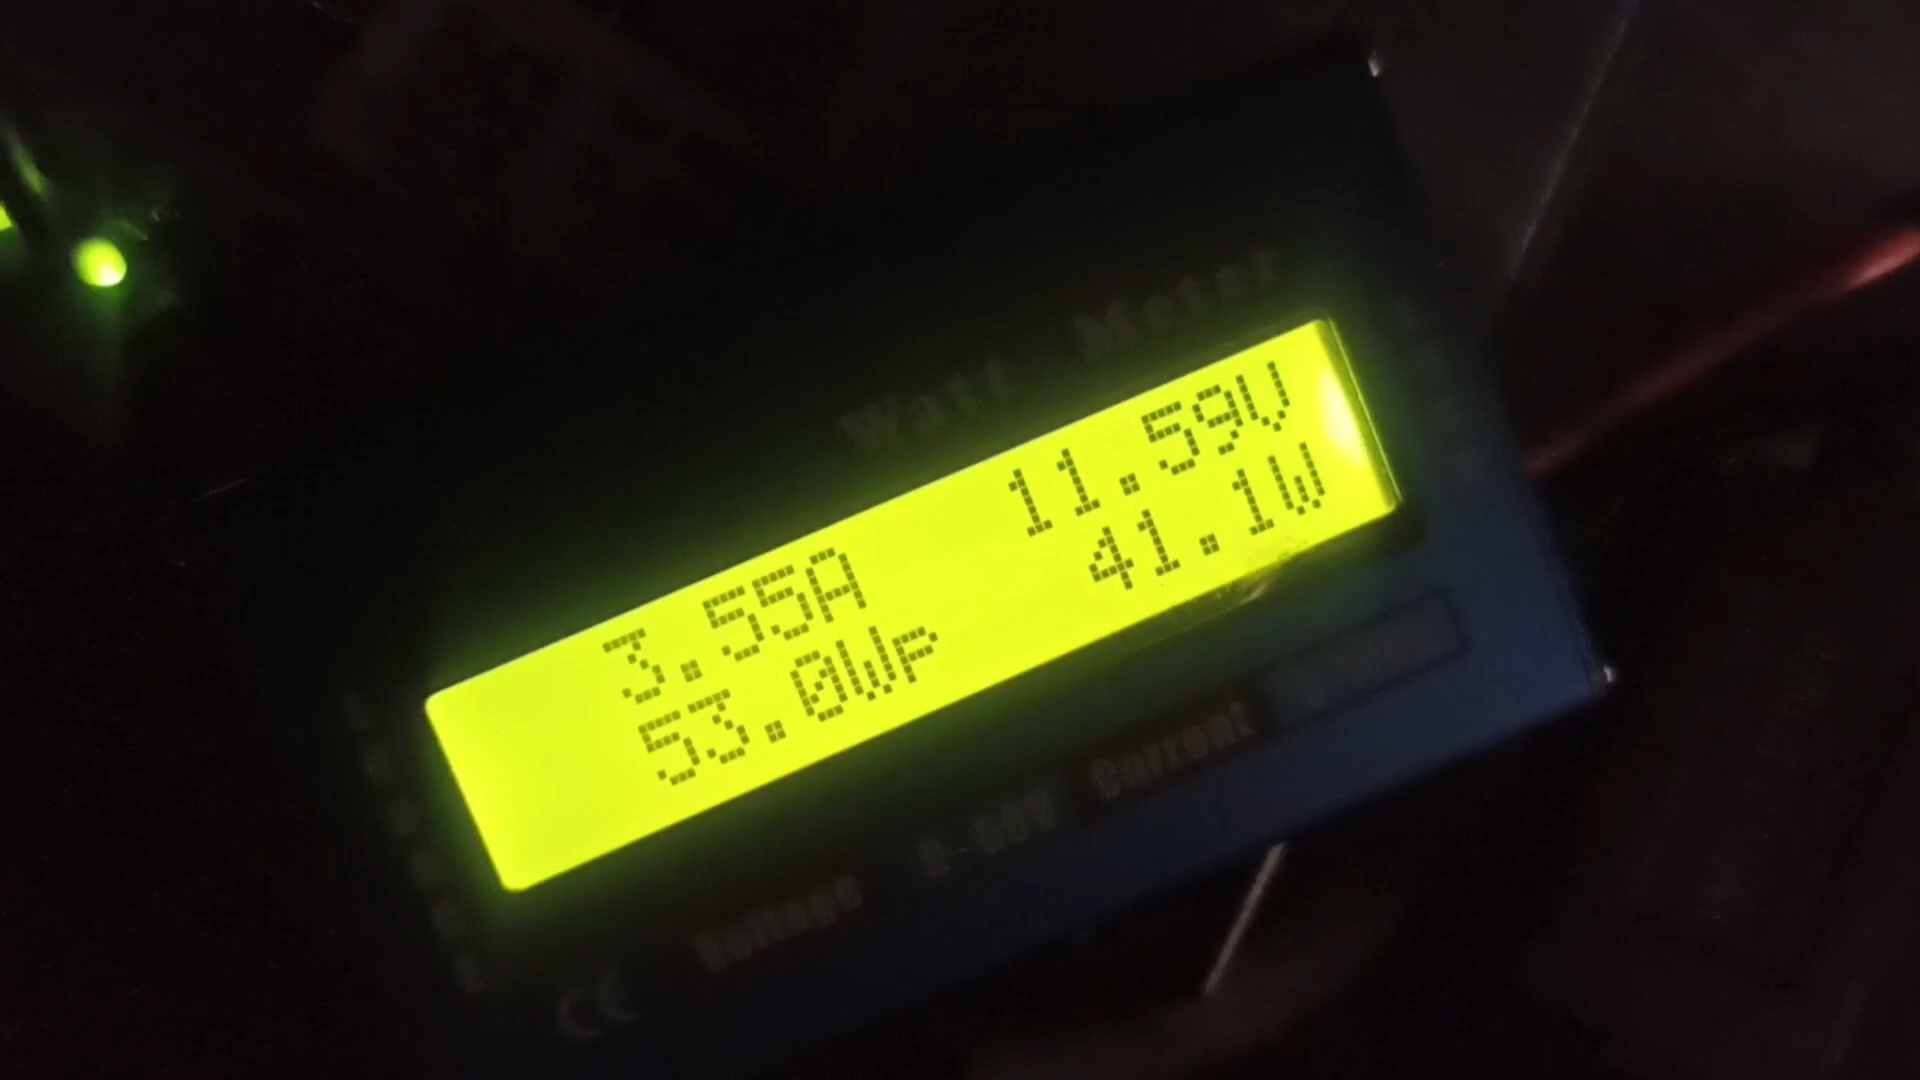 Watt Meter
3.55A 11.59V
53.0Wp 41.1W
Voltage 0-60V Current
CE